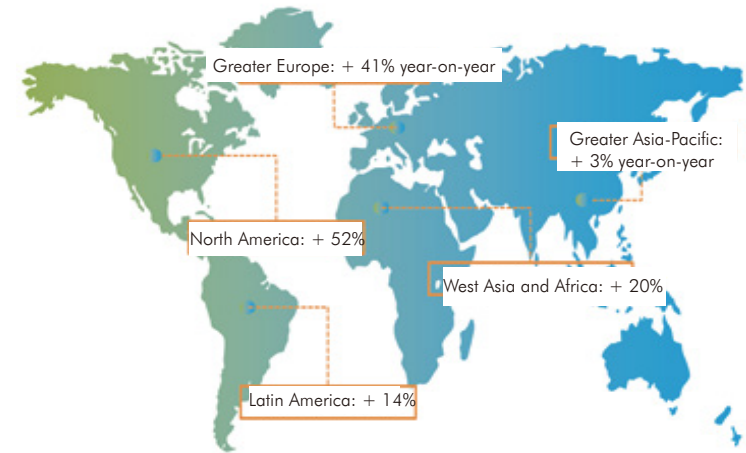 Greater Europe: + 41% year-on-year
Greater Asia-Pacific:
+ 3% year-on-year
North America: + 52%
West Asia and Africa: + 20%
Latin America: + 14%